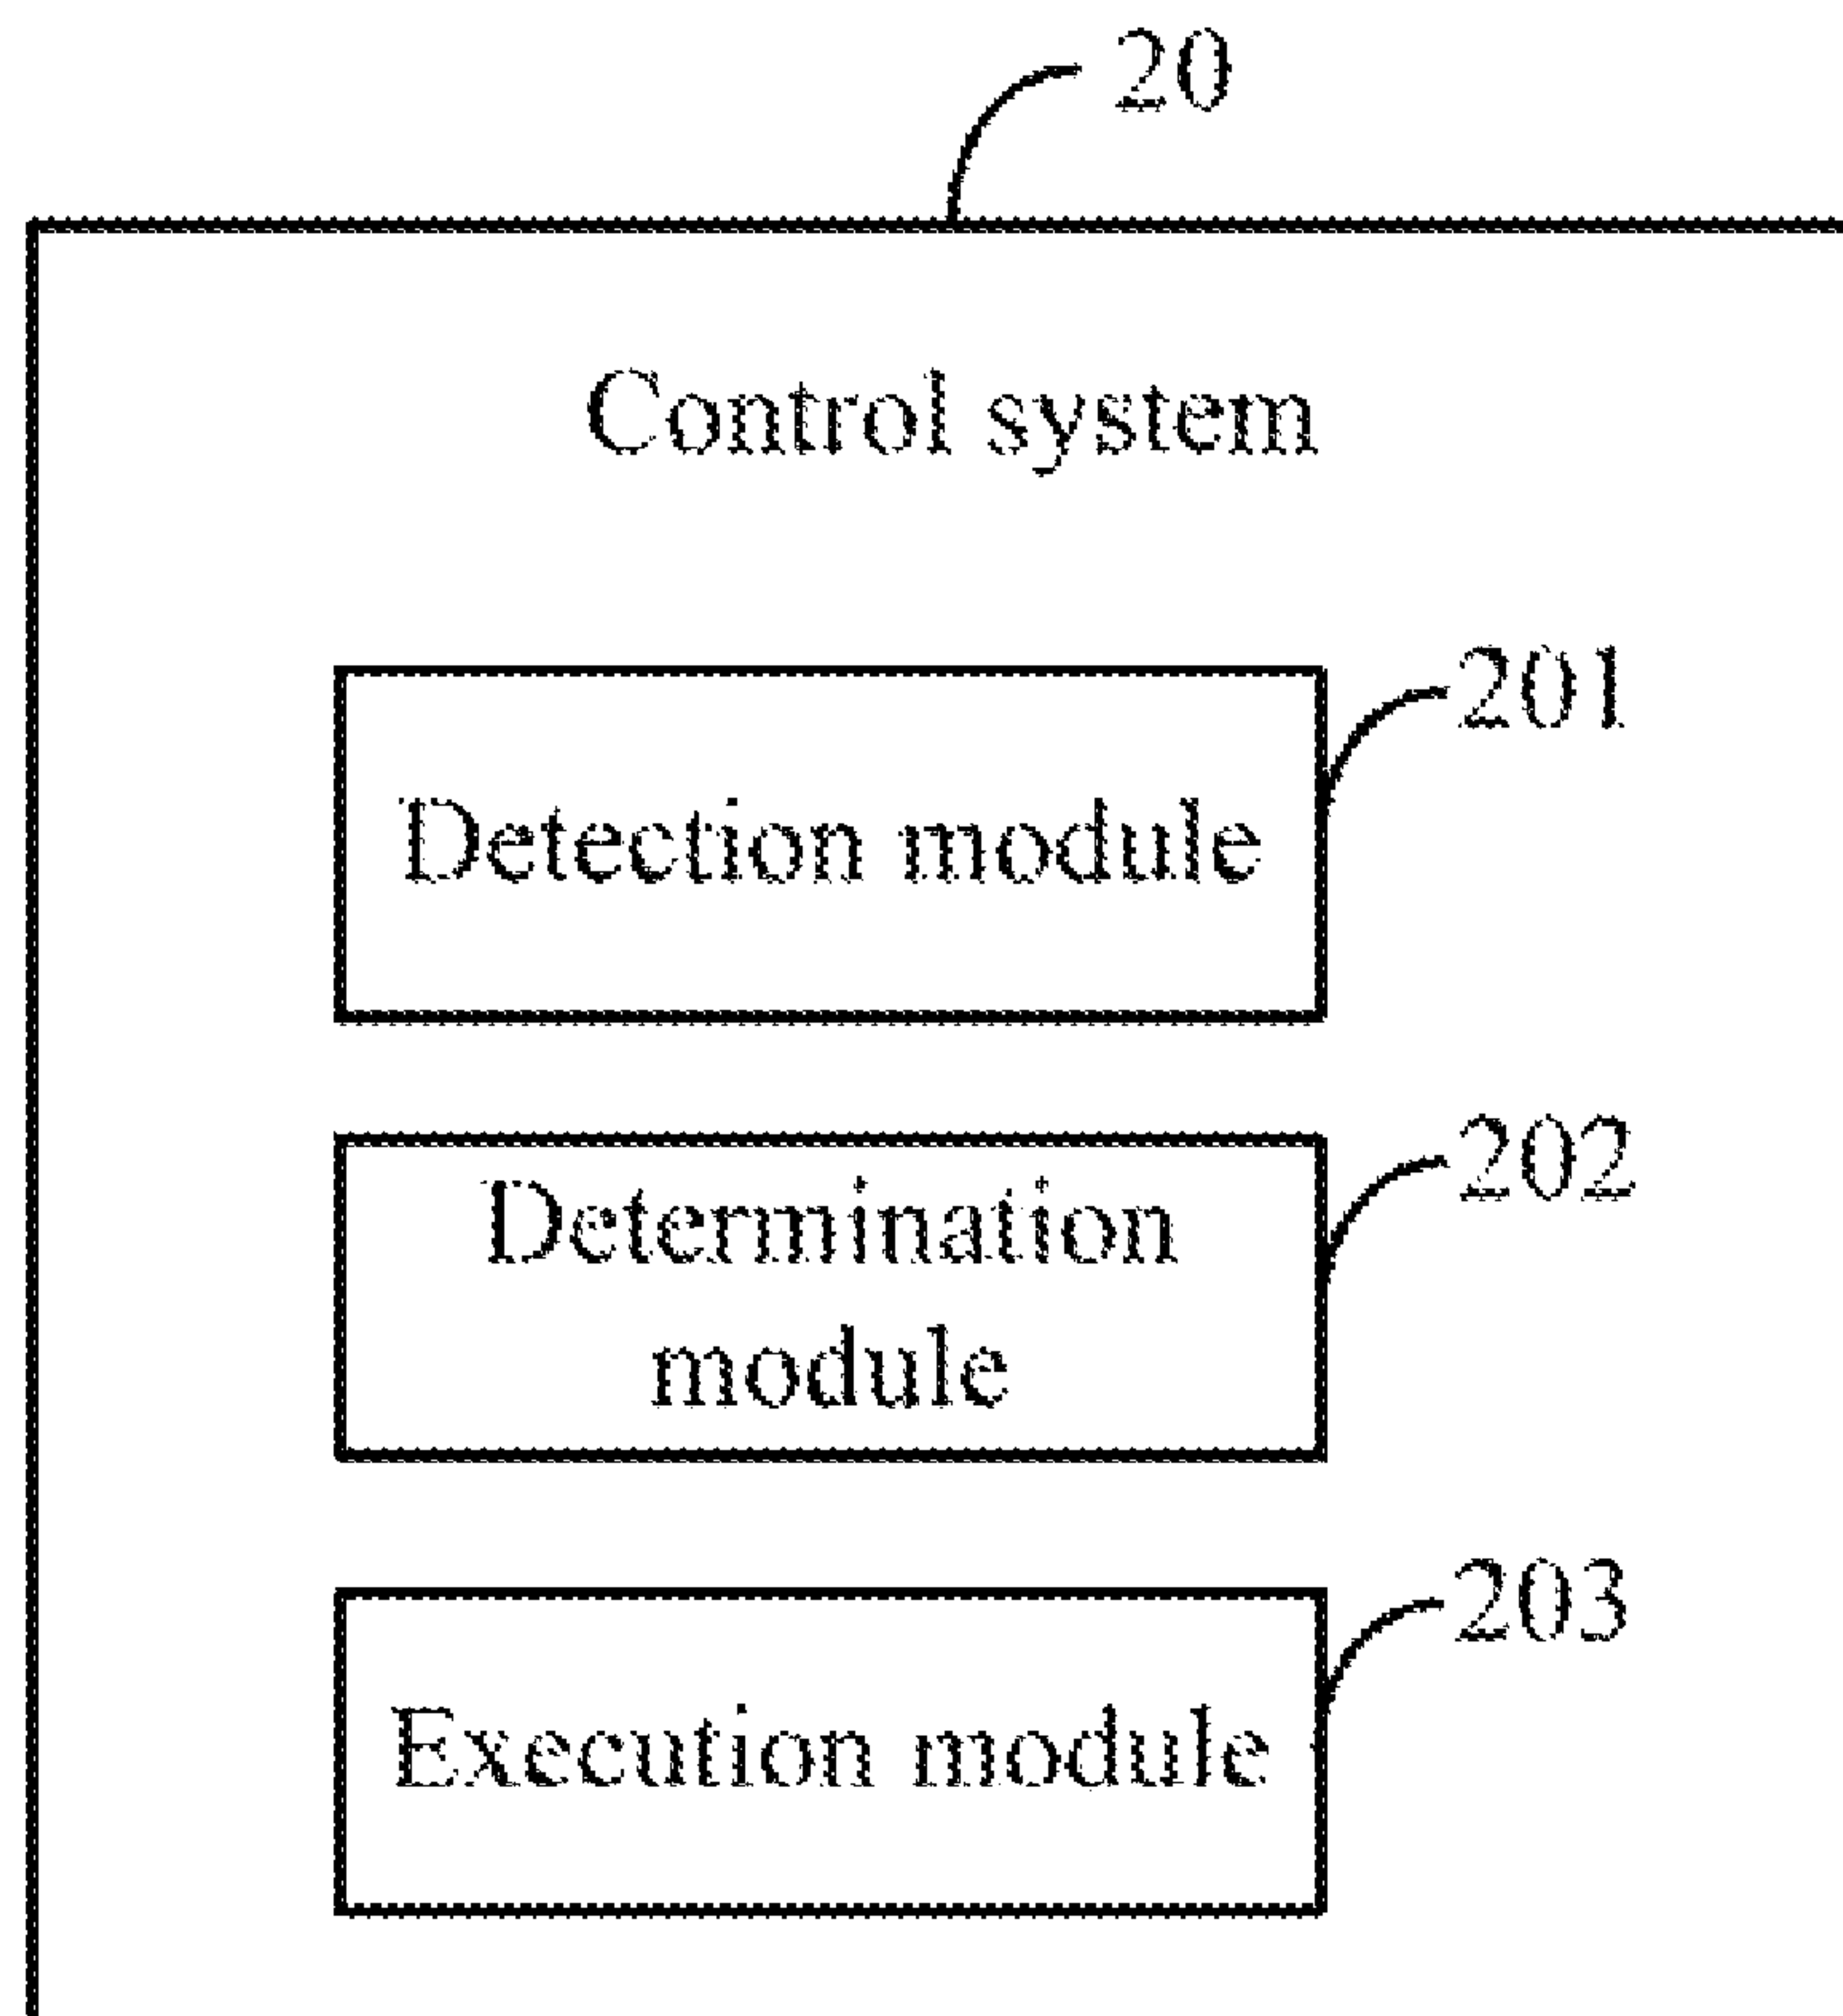 20
Control system
201
Detection module
202
Determination
module
203
Execution module